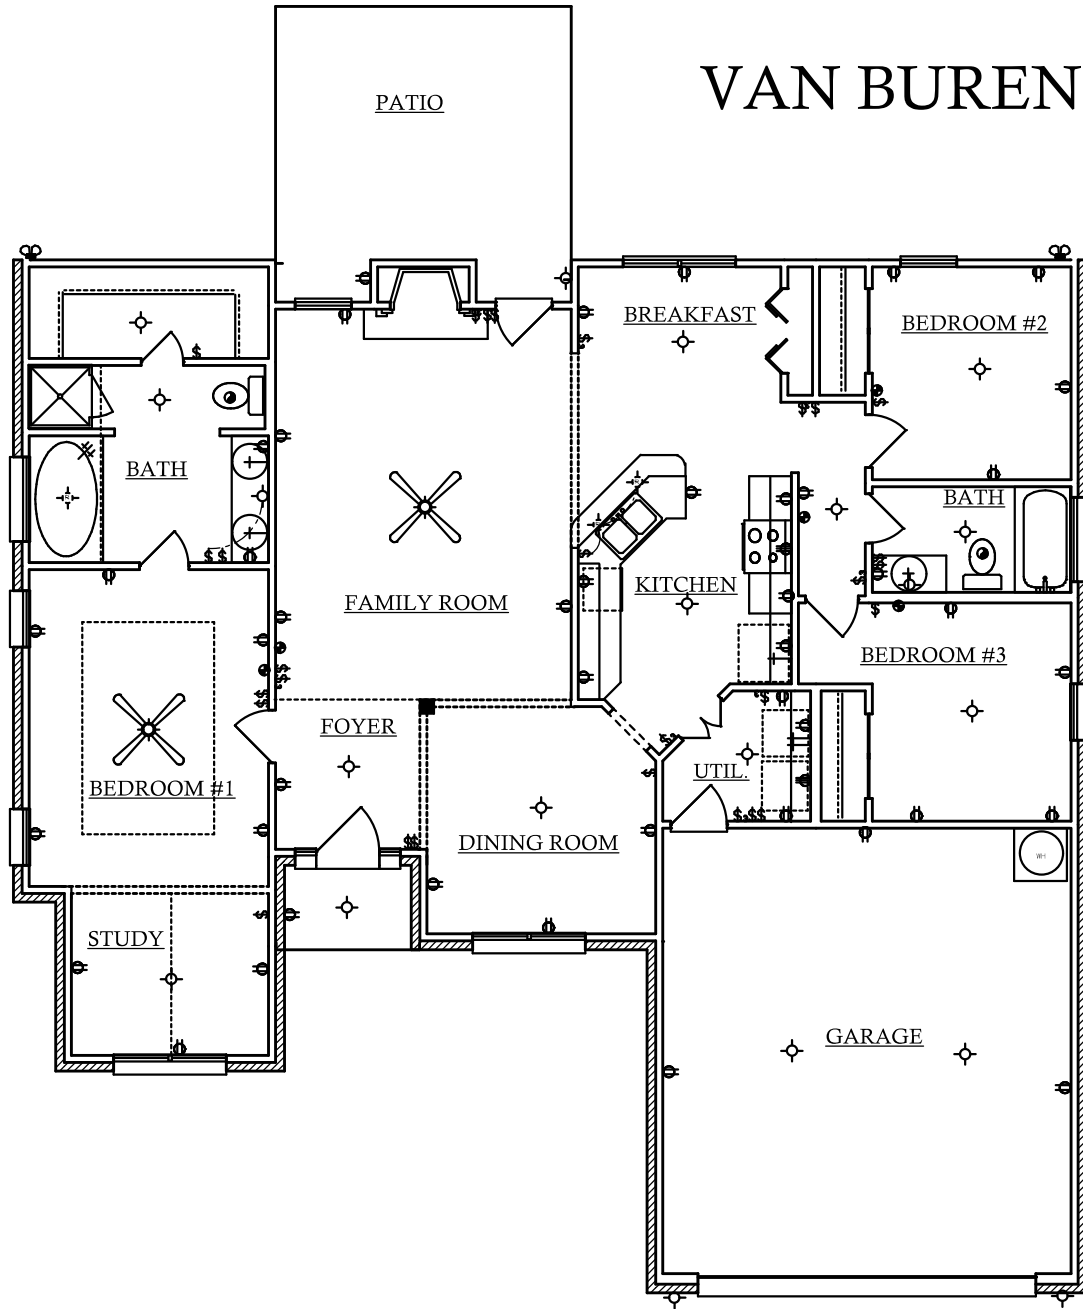 VAN BUREN
PATIO
BREAKFAST
BEDROOM #2
BATH
BATH
KITCHEN
FAMILY ROOM
BEDROOM #3
FOYER
UTIL.
BEDROOM #1
DINING ROOM
WH
STUDY
GARAGE